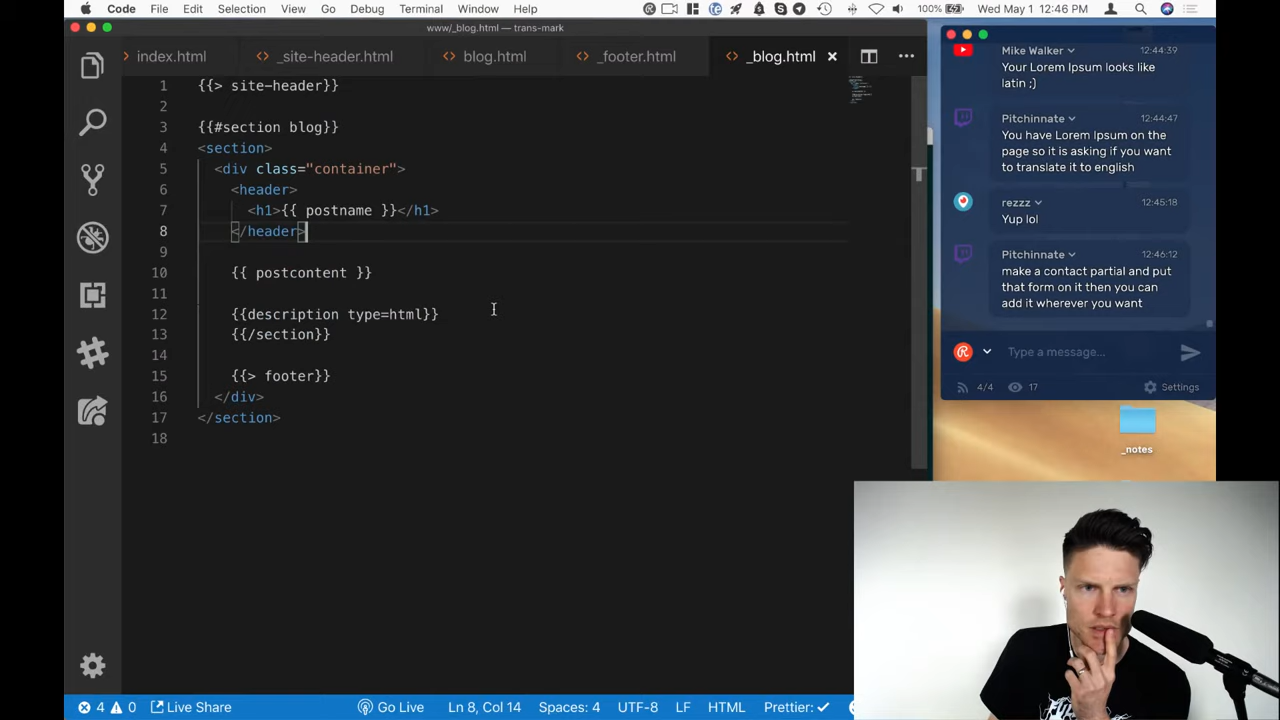 Code File Edit Selection View Go Debug Terminal Window Help 100% Wed May 1 12:46 PM
www/_blog.html — trans-mark
index.html _site-header.html blog.html _footer.html _blog.html
1 {{> site-header}}
2
3 {{#section blog}}
4 <section>
5 <div class="container">
6 <header>
7 <h1>{{ postname }}</h1>
8 </header>
9
10 {{ postcontent }}
11
12 {{description type=html}}
13 {{/section}}
14
15 {{> footer}}
16 </div>
17 </section>
18
4 0 Live Share Go Live Ln 8, Col 14 Spaces: 4 UTF-8 LF HTML Prettier: ✓
Mike Walker 12:44:39
Your Lorem Ipsum looks like
latin ;)
Pitchinnate 12:44:47
You have Lorem Ipsum on the
page so it is asking if you want
to translate it to english
rezzz 12:45:18
Yup lol
Pitchinnate 12:46:12
make a contact partial and put
that form on it then you can
add it wherever you want
Type a message...
4/4 17 Settings
_notes